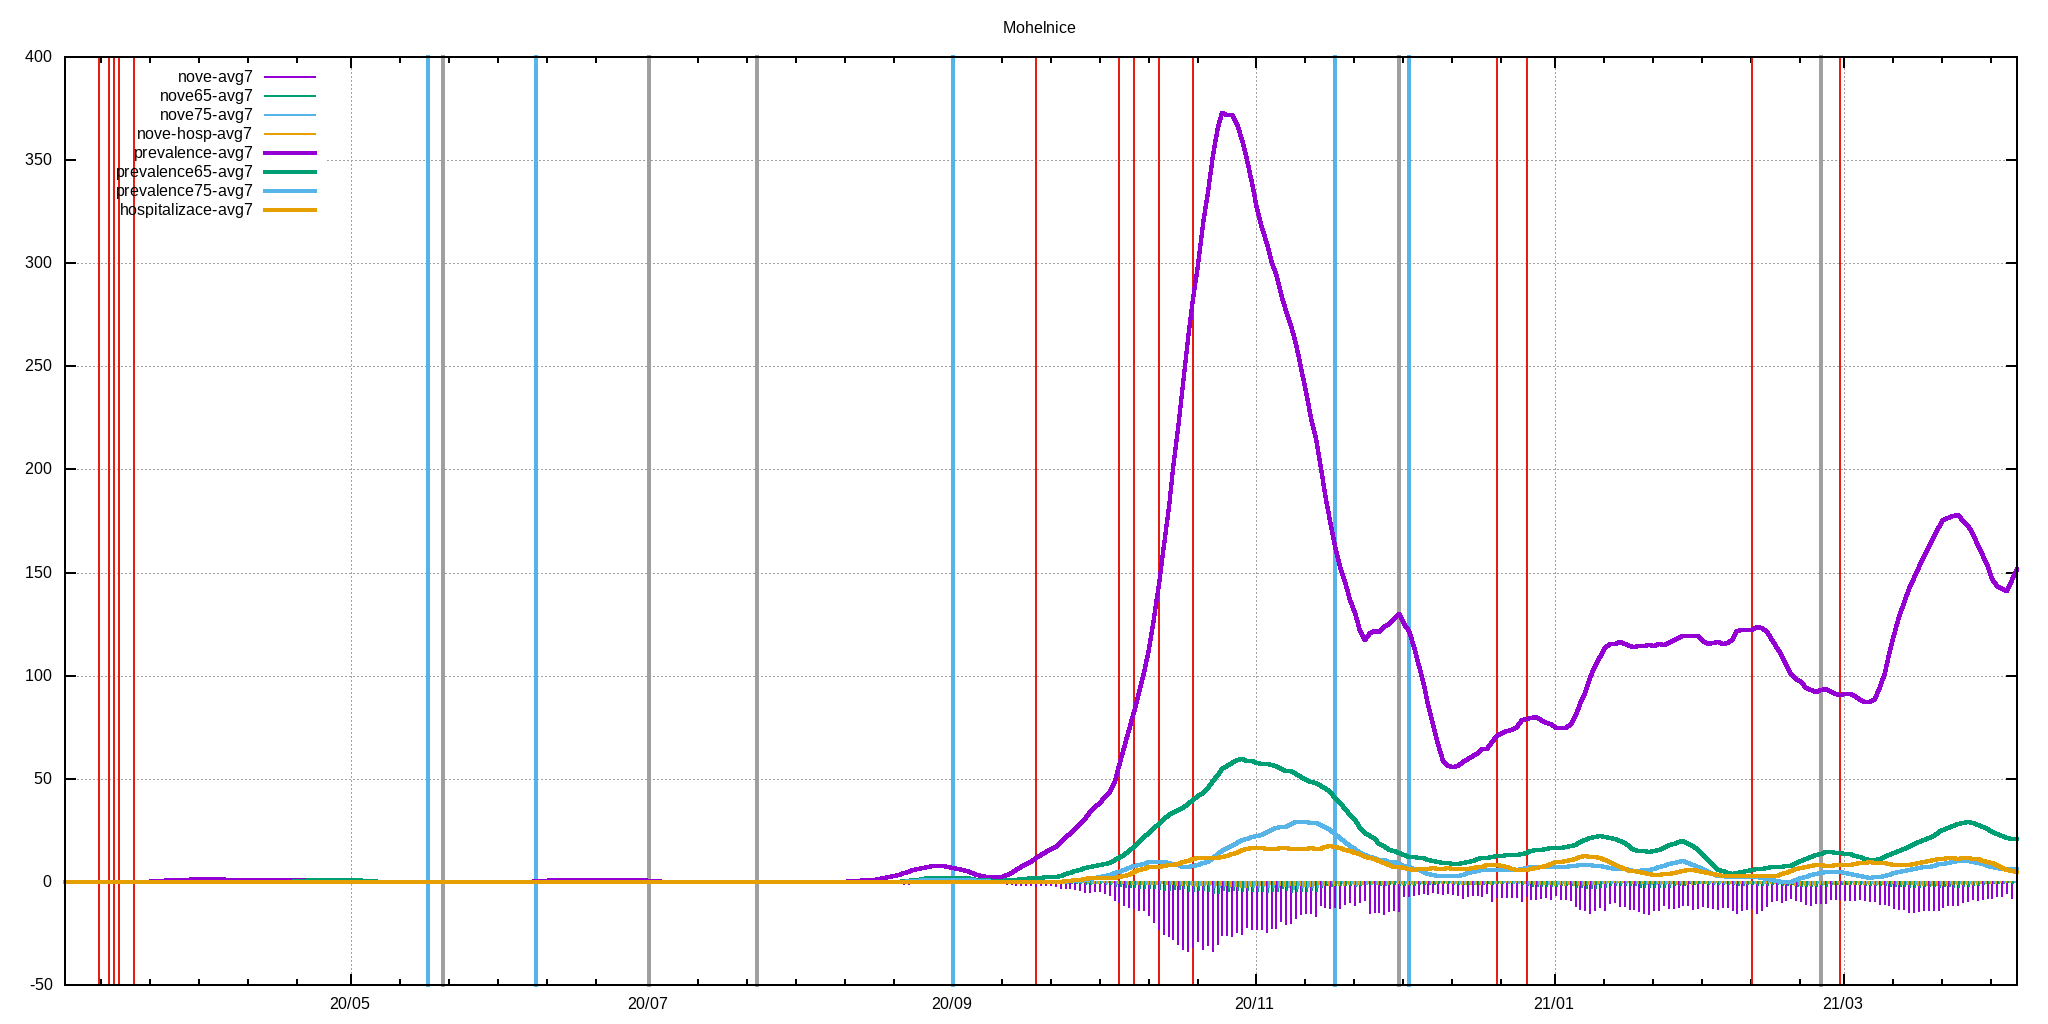 Mohelnice
400
350
300
250
200
150
100
50
0
-50
nove-avg7
nove65-avg7
nove75-avg7
nove-hosp-avg7
prevalence-avg7
prevalence65-avg7
prevalence75-avg7
hospitalizace-avg7
20/05 20/07 20/09 20/11 21/01 21/03